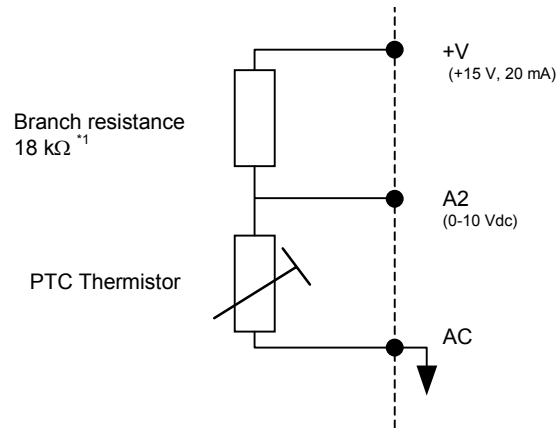 +V
(+15 V, 20 mA)
Branch resistance
18 kΩ *1
A2
(0-10 Vdc)
PTC Thermistor
AC